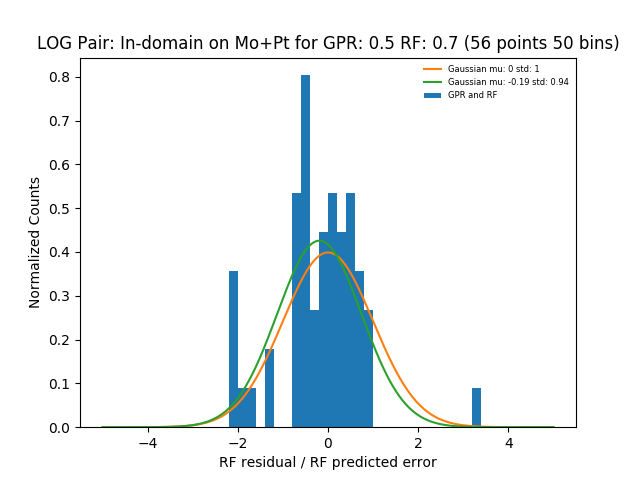 LOG Pair: In-domain on Mo+Pt for GPR: 0.5 RF: 0.7 (56 points 50 bins)
Gaussian mu: 0 std: 1
Gaussian mu: -0.19 std: 0.94
GPR and RF
Normalized Counts
0.8
0.7
0.6
0.5
0.4
0.3
0.2
0.1
0.0
−4 −2 0 2 4
RF residual / RF predicted error